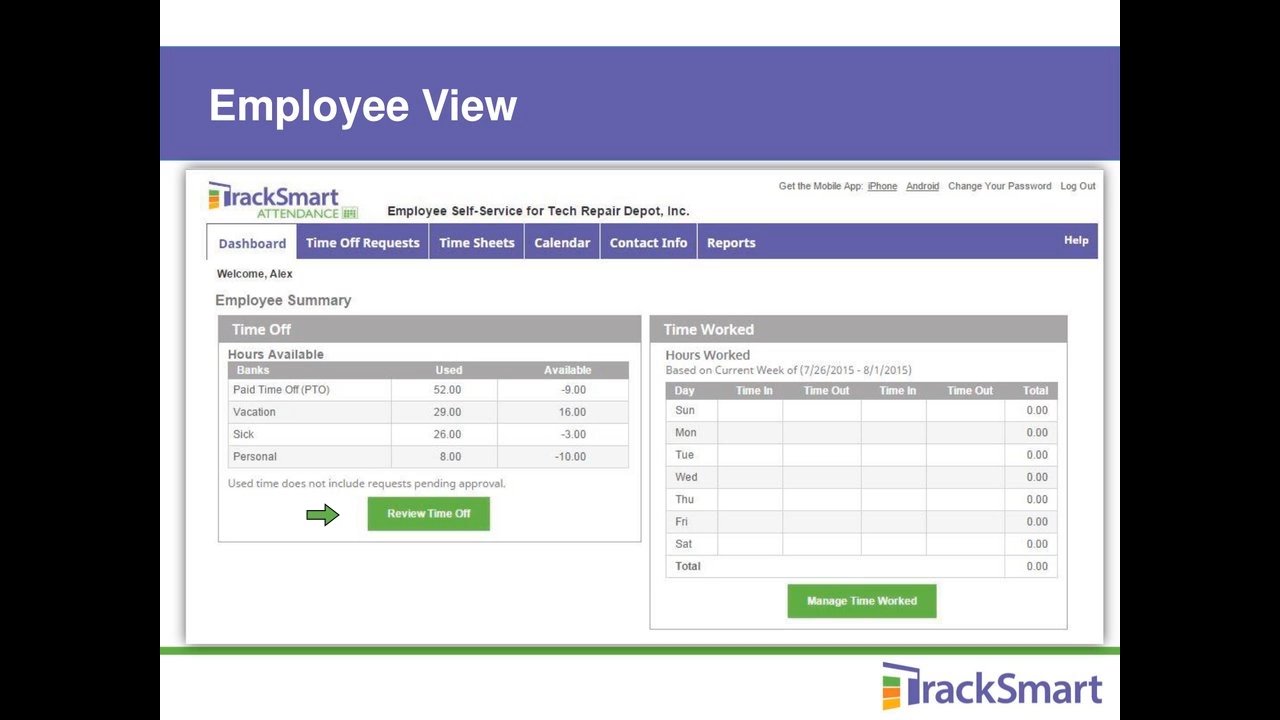 Employee View
TrackSmart
ATTENDANCE
Employee Self-Service for Tech Repair Depot, Inc.
Get the Mobile App: iPhone Android Change Your Password Log Out
Dashboard Time Off Requests Time Sheets Calendar Contact Info Reports Help
Welcome, Alex
Employee Summary
Time Off
Hours Available
Banks Used Available
Paid Time Off (PTO) 52.00 -9.00
Vacation 29.00 16.00
Sick 26.00 -3.00
Personal 8.00 -10.00
Used time does not include requests pending approval.
Review Time Off
Time Worked
Hours Worked
Based on Current Week of (7/26/2015 - 8/1/2015)
Day Time In Time Out Time In Time Out Total
Sun 0.00
Mon 0.00
Tue 0.00
Wed 0.00
Thu 0.00
Fri 0.00
Sat 0.00
Total 0.00
Manage Time Worked
TrackSmart